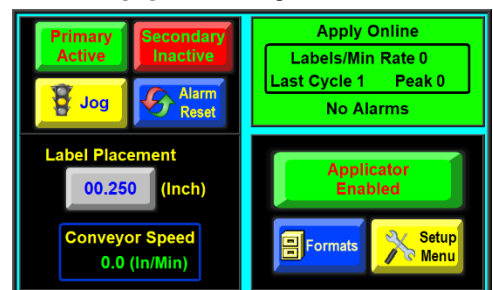 Primary
Active
Secondary
Inactive
Jog
Alarm
Reset
Apply Online
Labels/Min Rate 0
Last Cycle 1 Peak 0
No Alarms
Label Placement
00.250 (Inch)
Conveyor Speed
0.0 (In/Min)
Applicator
Enabled
Formats
Setup
Menu